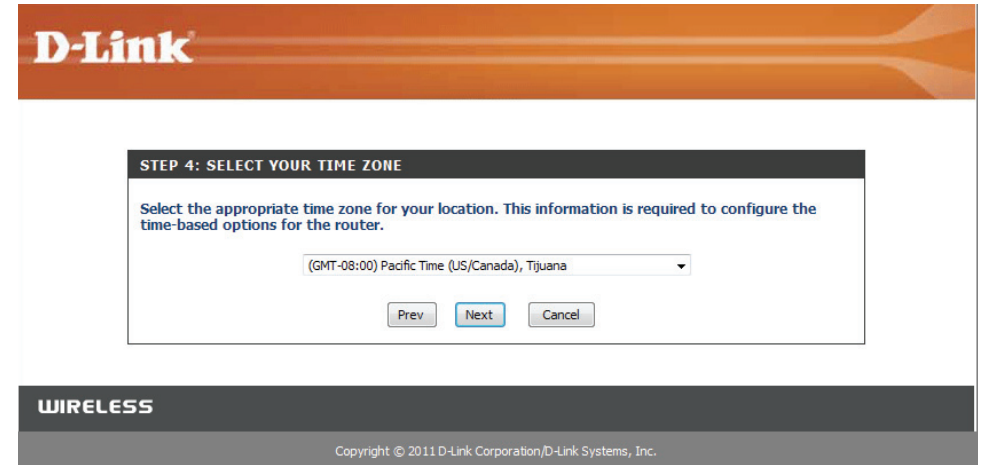 D-Link
STEP 4: SELECT YOUR TIME ZONE
Select the appropriate time zone for your location. This information is required to configure the
time-based options for the router.
(GMT-08:00) Pacific Time (US/Canada), Tijuana
Prev Next Cancel
WIRELESS
Copyright © 2011 D-Link Corporation/D-Link Systems, Inc.